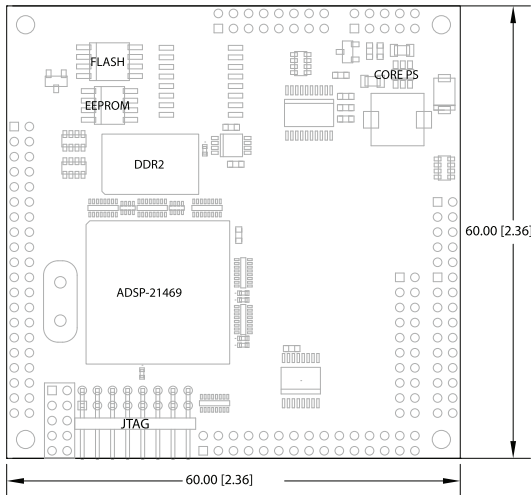 FLASH
CORE PS
EEPROM
DDR2
60.00 [2.36]
ADSP-21469
JTAG
60.00 [2.36]